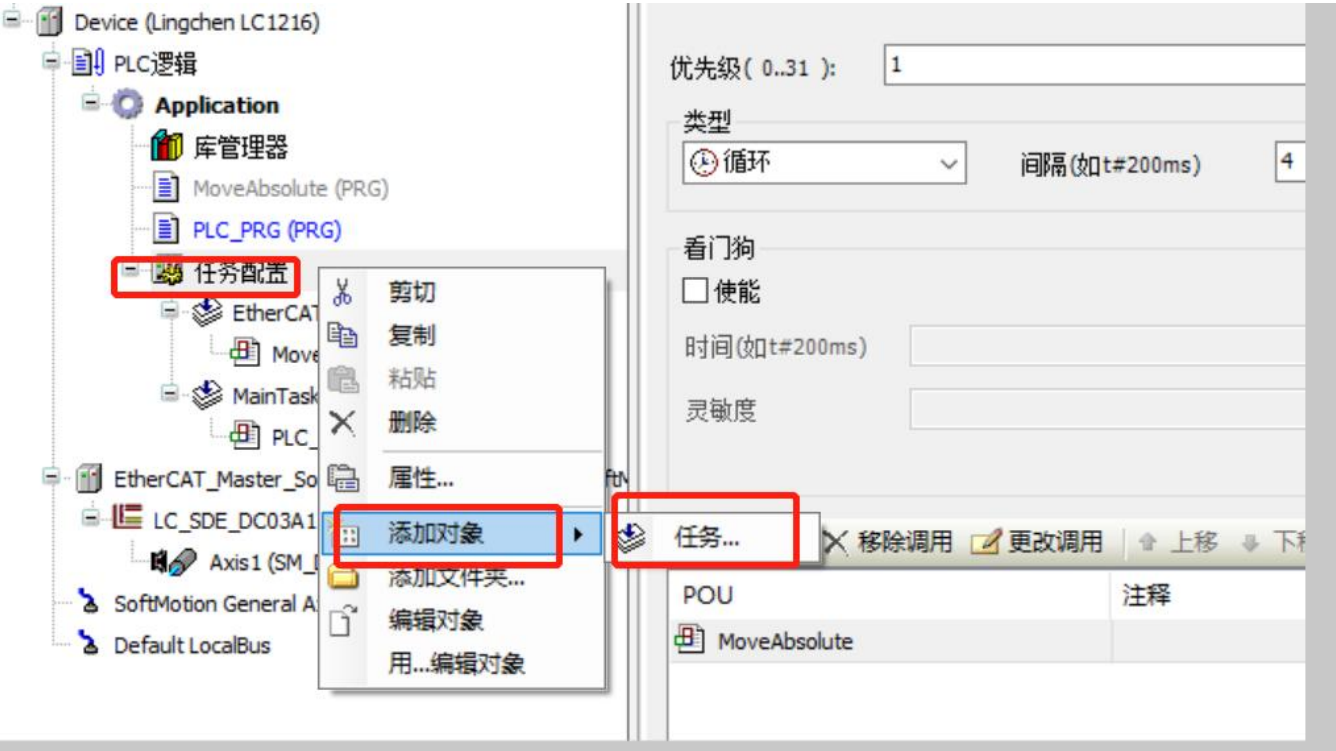 Device (Lingchen LC1216)
PLC逻辑
Application
库管理器
MoveAbsolute (PRG)
PLC_PRG (PRG)
任务配置
EtherCAT
Move
MainTask
PLC_
EtherCAT_Master_So
LC_SDE_DC03A1
Axis1 (SM_
SoftMotion General A
Default LocalBus
剪切
复制
粘贴
删除
属性...
添加对象
添加文件夹...
编辑对象
用...编辑对象
任务...
优先级( 0..31 ):
1
类型
循环
间隔(如t#200ms)
4
看门狗
使能
时间(如t#200ms)
灵敏度
移除调用
更改调用
上移
POU
注释
MoveAbsolute